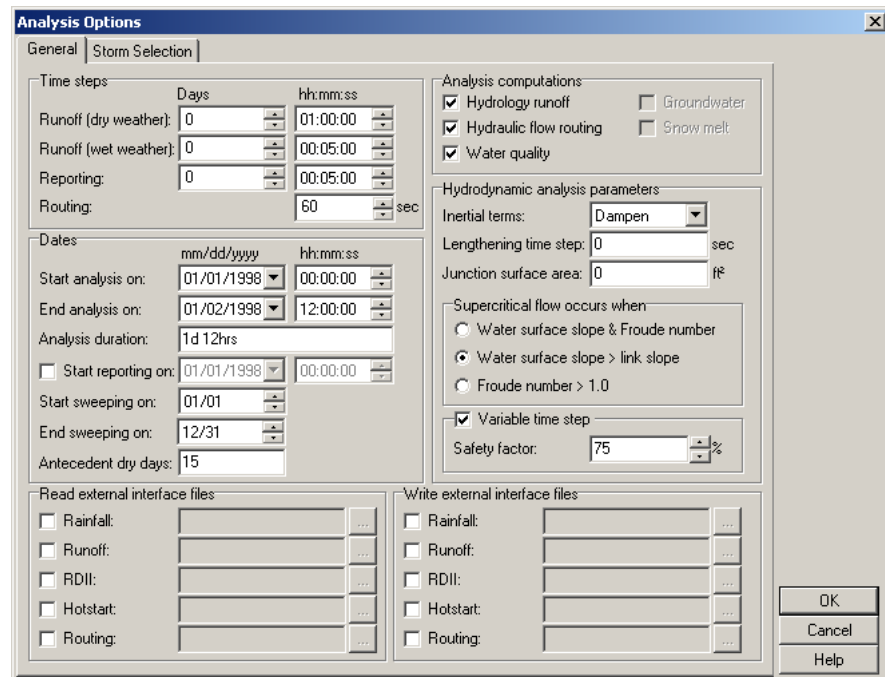 Analysis Options
General Storm Selection
Time steps
Days hh:mm:ss
Runoff (dry weather): 0 01:00:00
Runoff (wet weather): 0 00:05:00
Reporting: 0 00:05:00
Routing: 60 sec
Dates
mm/dd/yyyy hh:mm:ss
Start analysis on: 01/01/1998 00:00:00
End analysis on: 01/02/1998 12:00:00
Analysis duration: 1d 12hrs
Start reporting on: 01/01/1998 00:00:00
Start sweeping on: 01/01
End sweeping on: 12/31
Antecedent dry days: 15
Analysis computations
Hydrology runoff Groundwater
Hydraulic flow routing Snow melt
Water quality
Hydrodynamic analysis parameters
Inertial terms: Dampen
Lengthening time step: 0 sec
Junction surface area: 0 ft²
Supercritical flow occurs when
Water surface slope & Froude number
Water surface slope > link slope
Froude number > 1.0
Variable time step
Safety factor: 75 %
Read external interface files
Rainfall: ...
Runoff: ...
RDII: ...
Hotstart: ...
Routing: ...
Write external interface files
Rainfall: ...
Runoff: ...
RDII: ...
Hotstart: ...
Routing: ...
OK
Cancel
Help